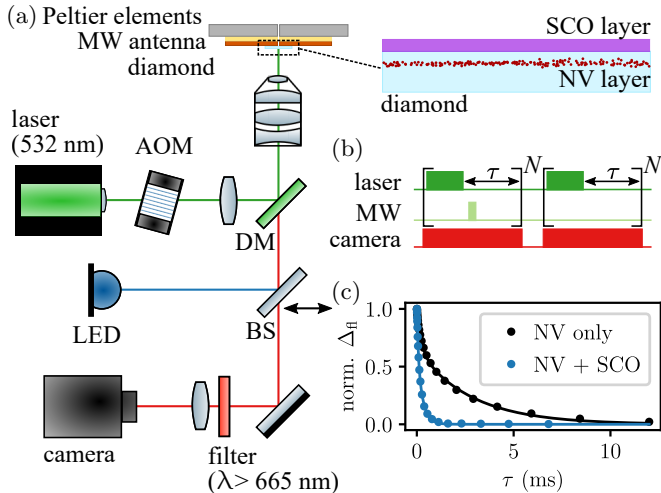 (a)
Peltier elements
MW antenna
diamond
SCO layer
NV layer
diamond
laser
(532 nm)
AOM
DM
LED
BS
camera
filter
(λ> 665 nm)
(b)
laser
τ
N
τ
N
MW
camera
(c)
norm. Δfl
1.0
0.5
0.0
NV only
NV + SCO
0
5
10
τ (ms)